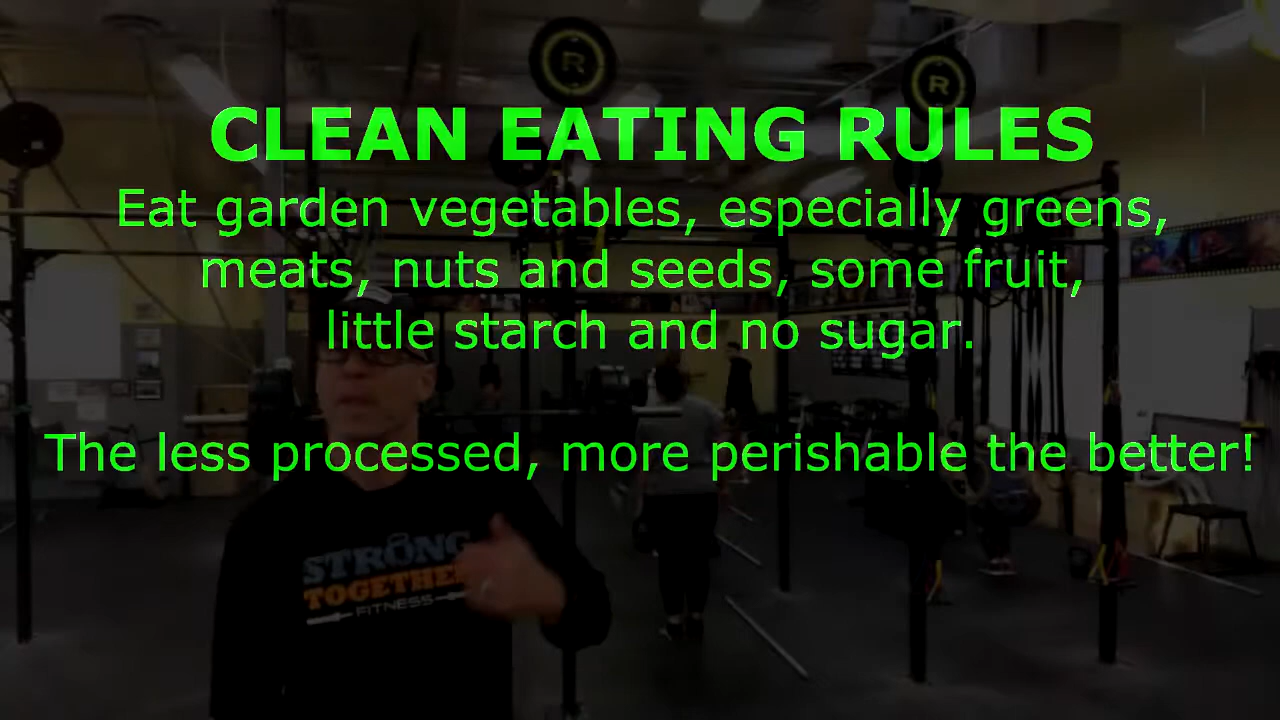 R
R
CLEAN EATING RULES
Eat garden vegetables, especially greens,
meats, nuts and seeds, some fruit,
little starch and no sugar.
The less processed, more perishable the better!
STRONG
TOGETHER
FITNESS